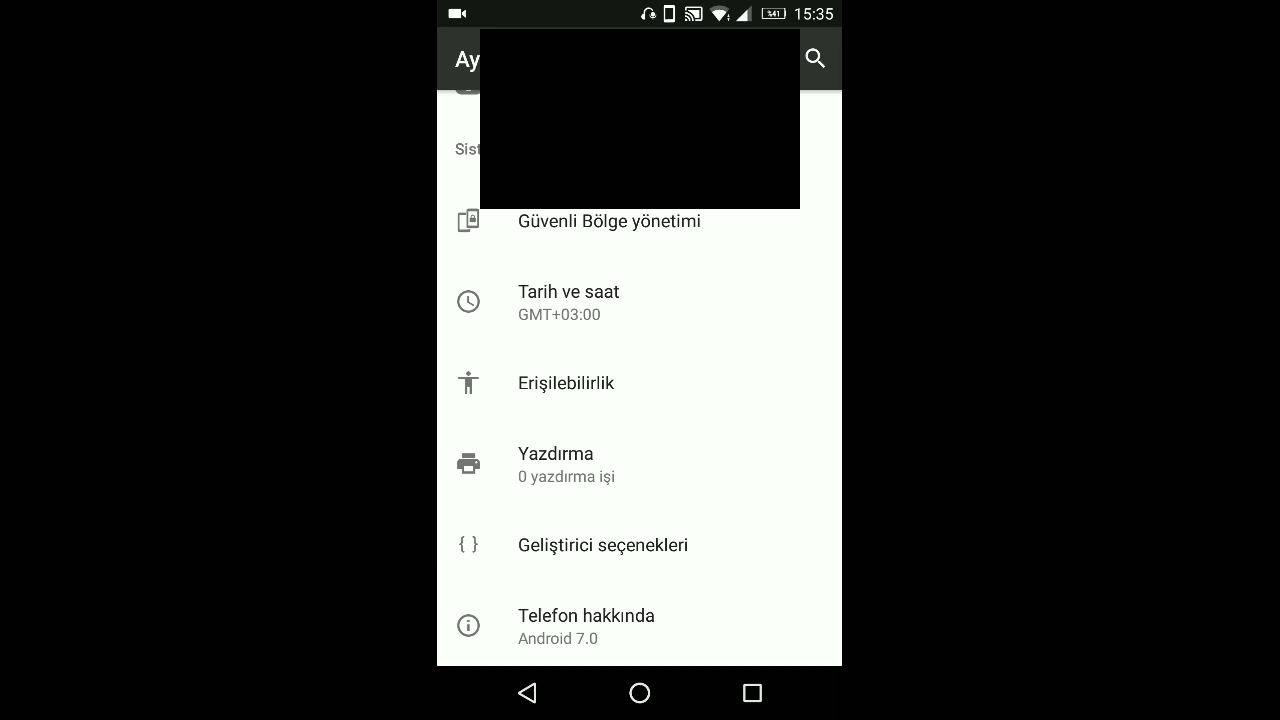 %41 15:35
Ay
Sist
Güvenli Bölge yönetimi
Tarih ve saat
GMT+03:00
Erişilebilirlik
Yazdırma
0 yazdırma işi
{ } Geliştirici seçenekleri
Telefon hakkında
Android 7.0